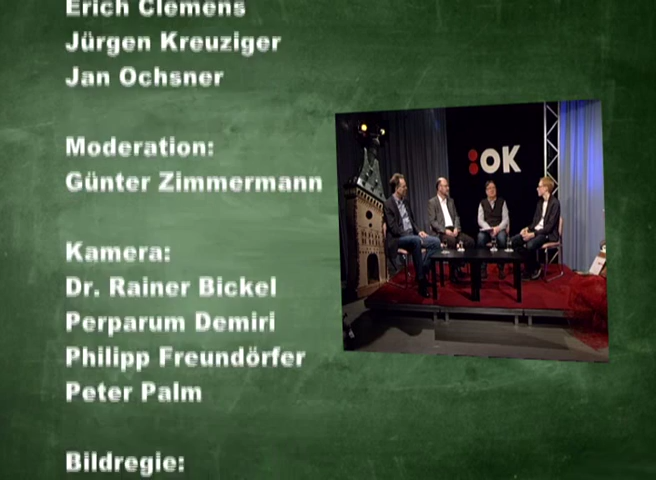 Erich Clemens
Jürgen Kreuziger
Jan Ochsner
Moderation:
Günter Zimmermann
Kamera:
Dr. Rainer Bickel
Perparum Demiri
Philipp Freundörfer
Peter Palm
Bildregie:
:OK